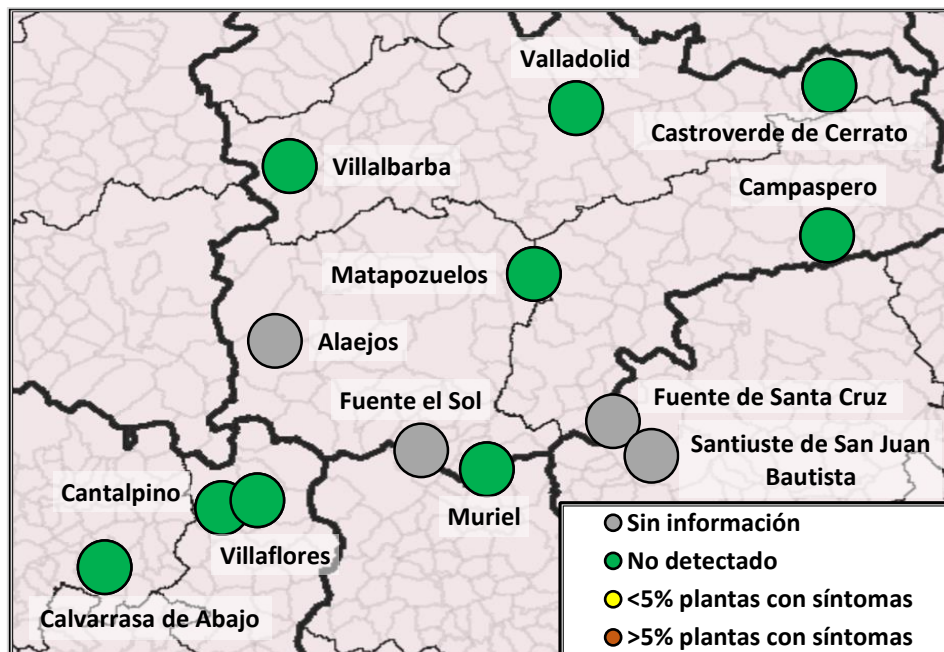 Valladolid
Castroverde de Cerrato
Villalbarba
Campaspero
Matapozuelos
Alaejos
Fuente el Sol
Fuente de Santa Cruz
Santiuste de San Juan
Bautista
Cantalpino
Muriel
Villaflores
Calvarrasa de Abajo
Sin información
No detectado
<5% plantas con síntomas
>5% plantas con síntomas